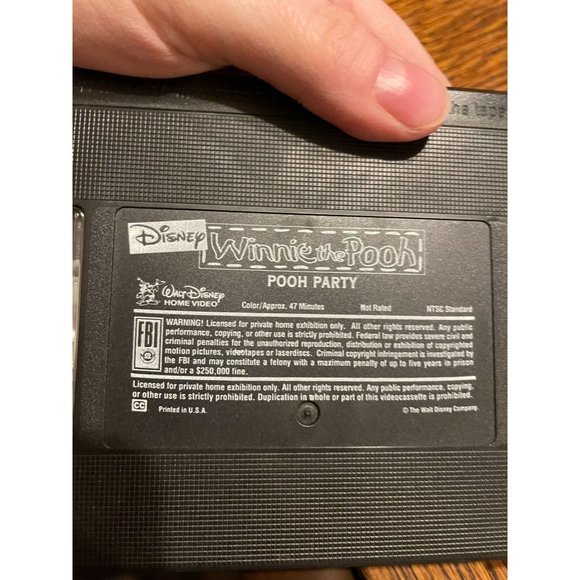 the tape
Disney Winnie the Pooh
POOH PARTY
WALT DISNEY
HOME VIDEO
Color/Approx. 47 Minutes Not Rated NTSC Standard
FBI
WARNING! Licensed for private home exhibition only. All other rights reserved. Any public
performance, copying, or other use is strictly prohibited. Federal law provides severe civil and
criminal penalties for the unauthorized reproduction, distribution or exhibition of copyrighted
motion pictures, videotapes or laserdiscs. Criminal copyright infringement is investigated by
the FBI and may constitute a felony with a maximum penalty of up to five years in prison
and/or a $250,000 fine.
Licensed for private home exhibition only. All other rights reserved. Any public performance, copying,
or other use is strictly prohibited. Duplication in whole or part of this videocassette is prohibited.
CC Printed in U.S.A. © The Walt Disney Company